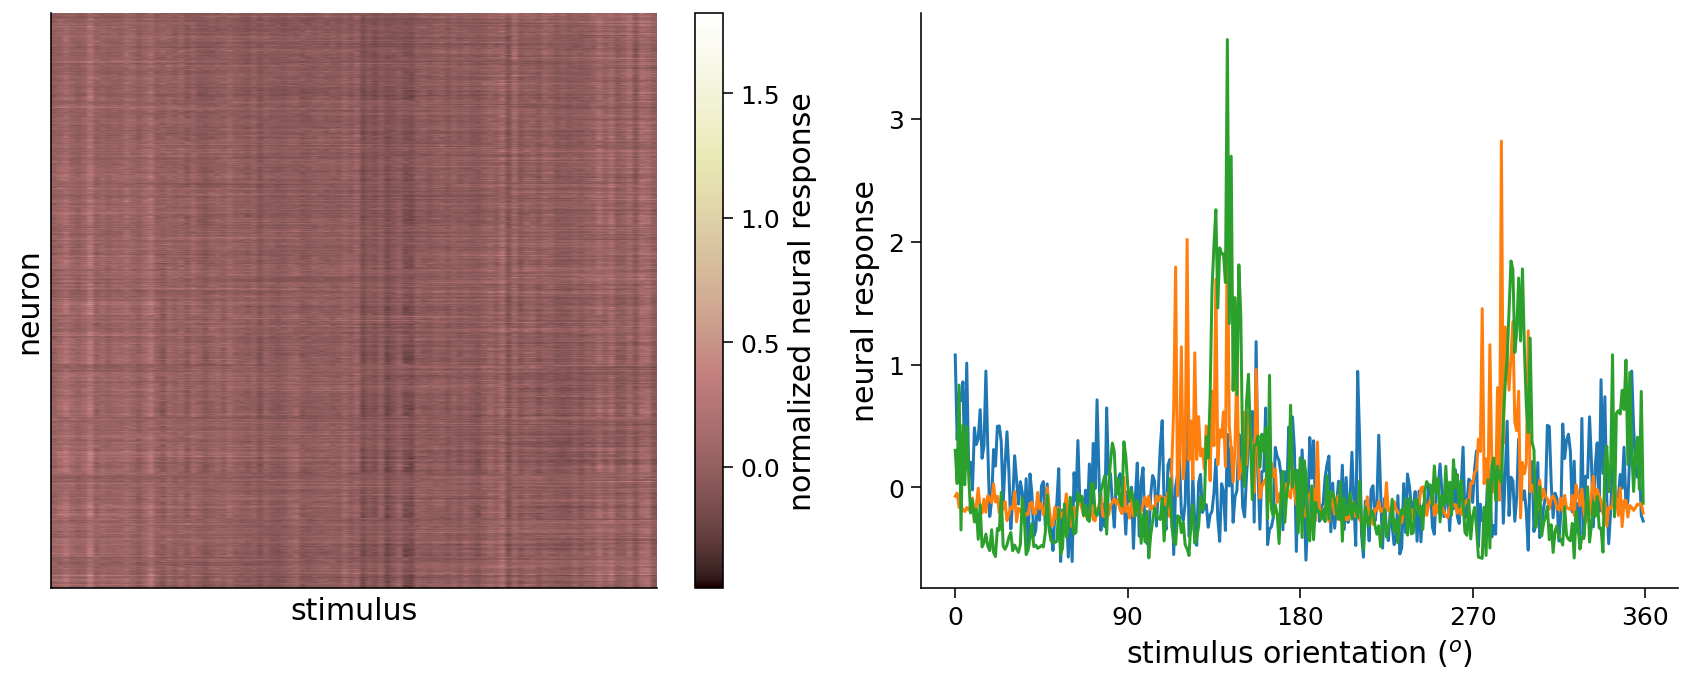 neuron
stimulus
1.5
1.0
0.5
0.0
normalized neural response
neural response
3
2
1
0
0
90
180
270
360
stimulus orientation (o)